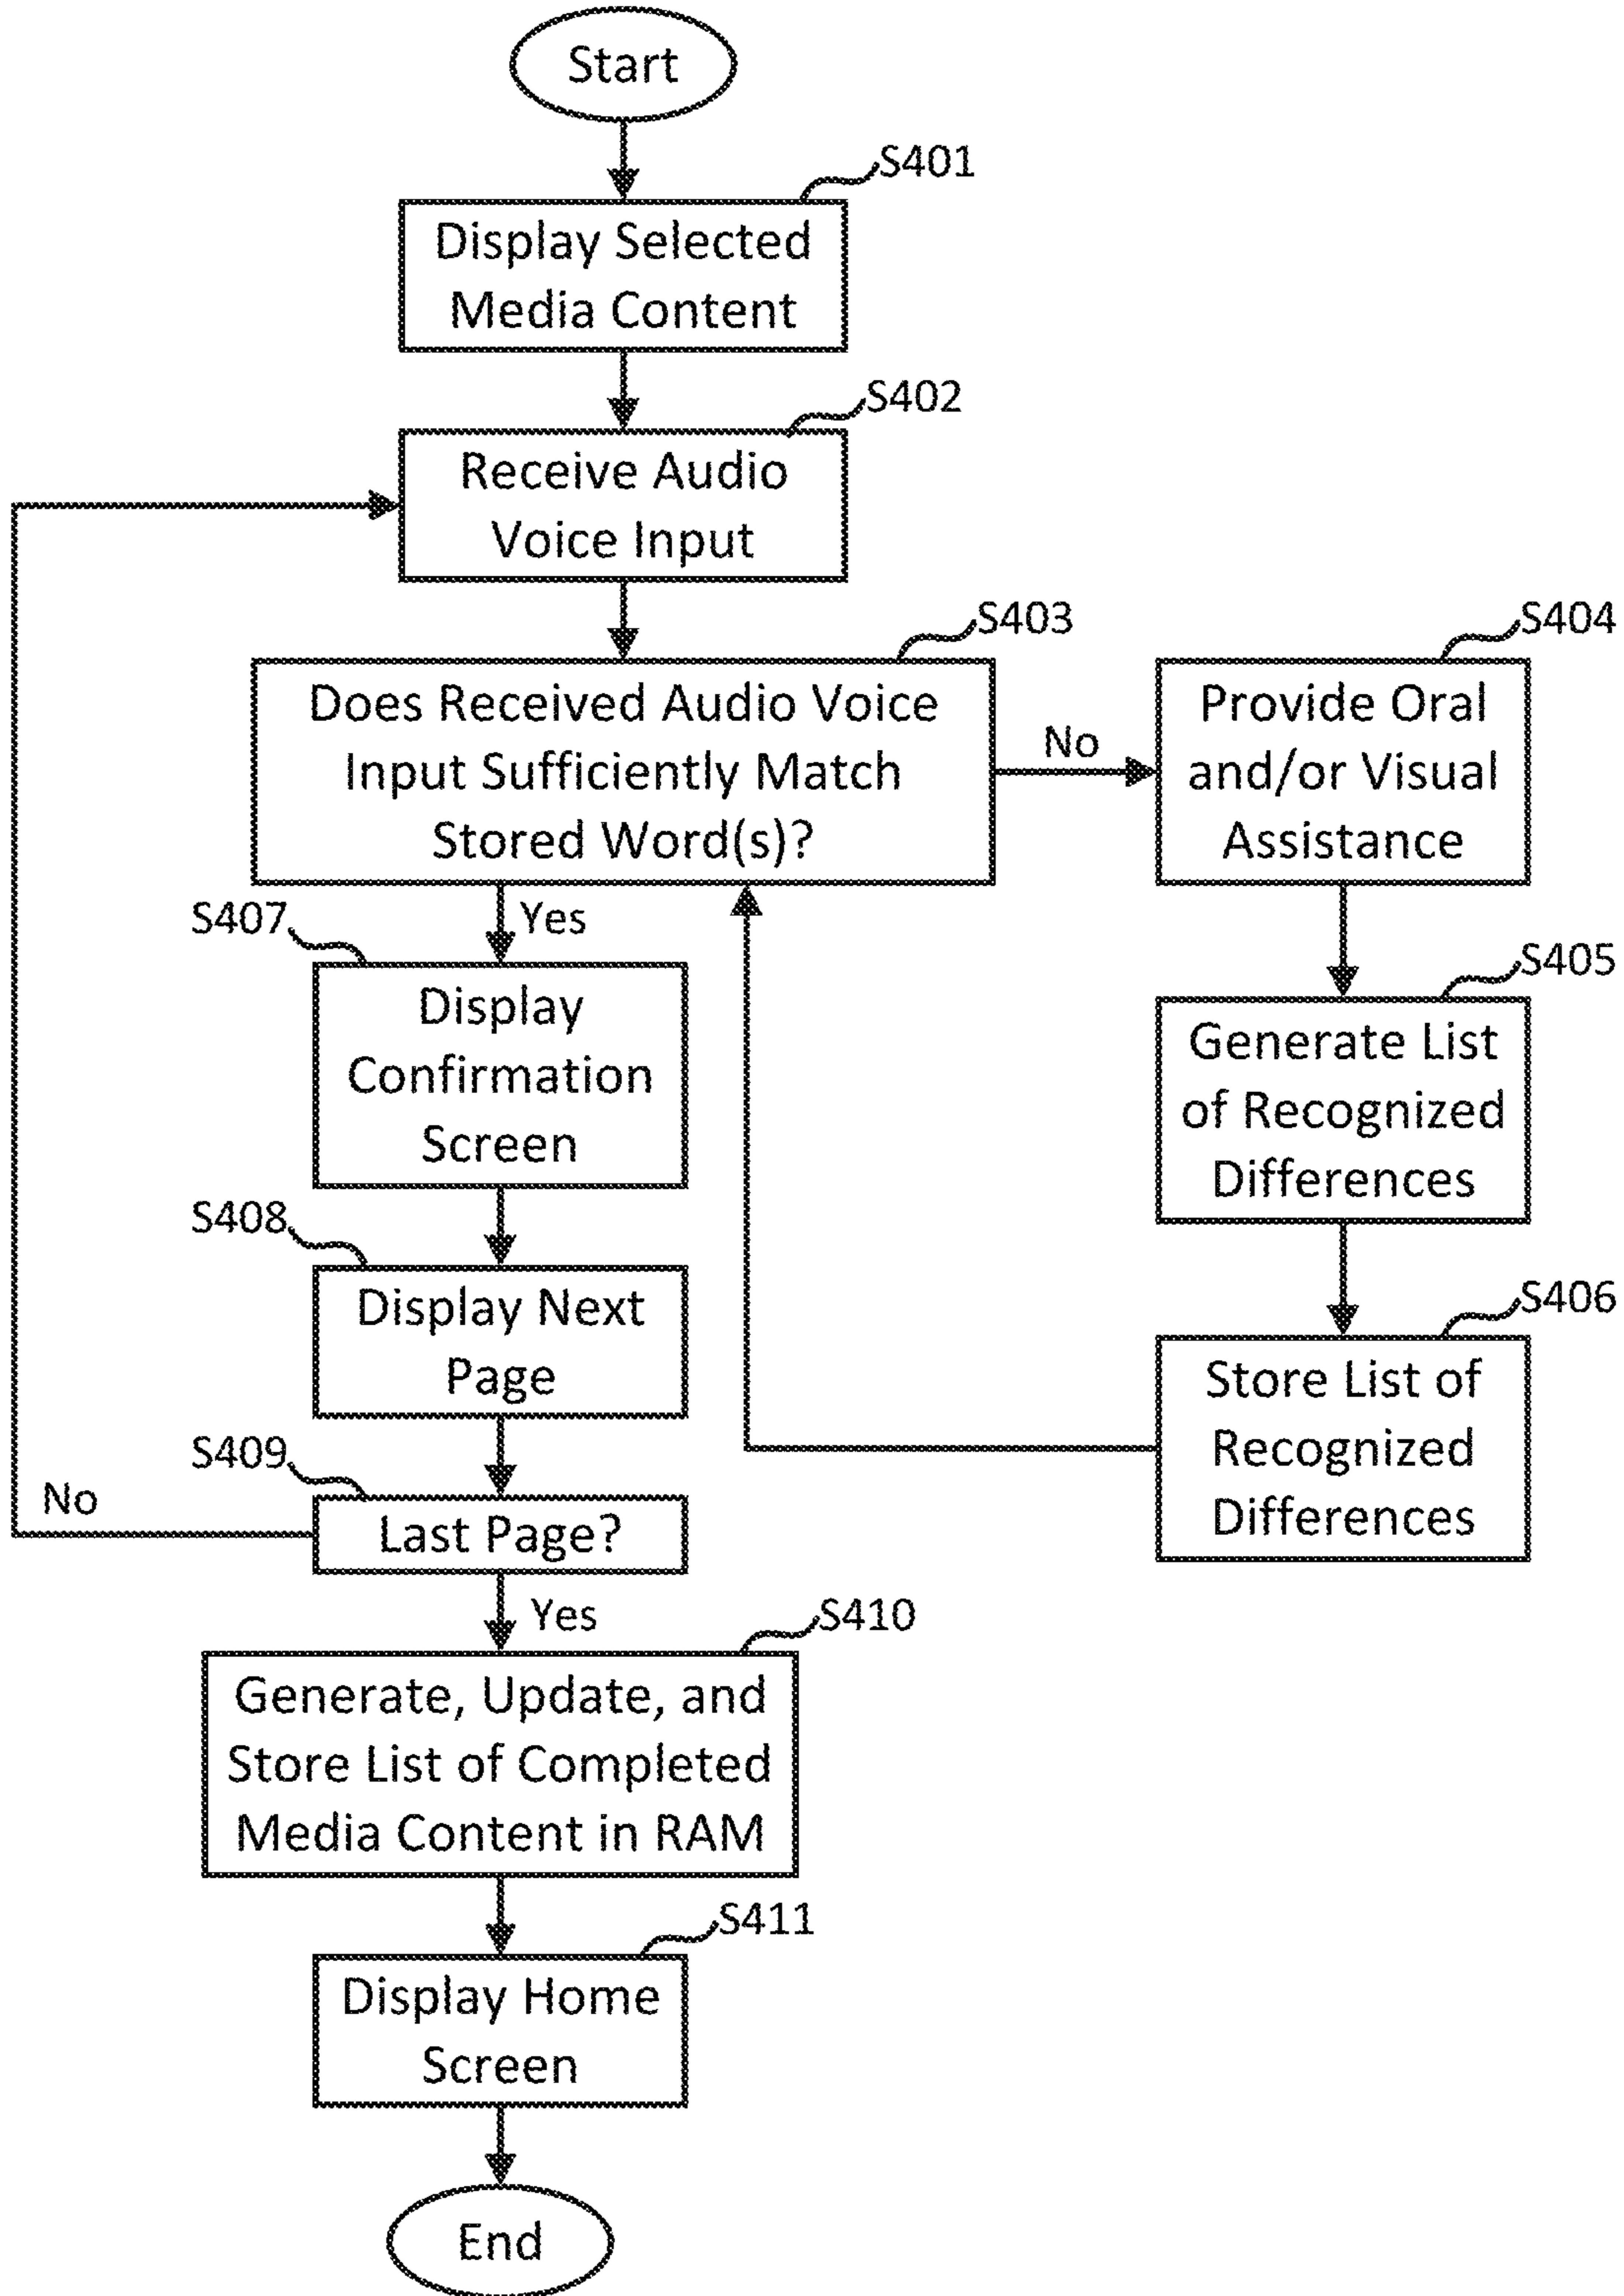 Start
S401
Display Selected
Media Content
S402
Receive Audio
Voice Input
S403
Does Received Audio Voice
Input Sufficiently Match
Stored Word(s)?
No
S404
Provide Oral
and/or Visual
Assistance
S405
Generate List
of Recognized
Differences
S406
Store List of
Recognized
Differences
Yes
S407
Display
Confirmation
Screen
S408
Display Next
Page
S409
Last Page?
No
Yes
S410
Generate, Update, and
Store List of Completed
Media Content in RAM
S411
Display Home
Screen
End